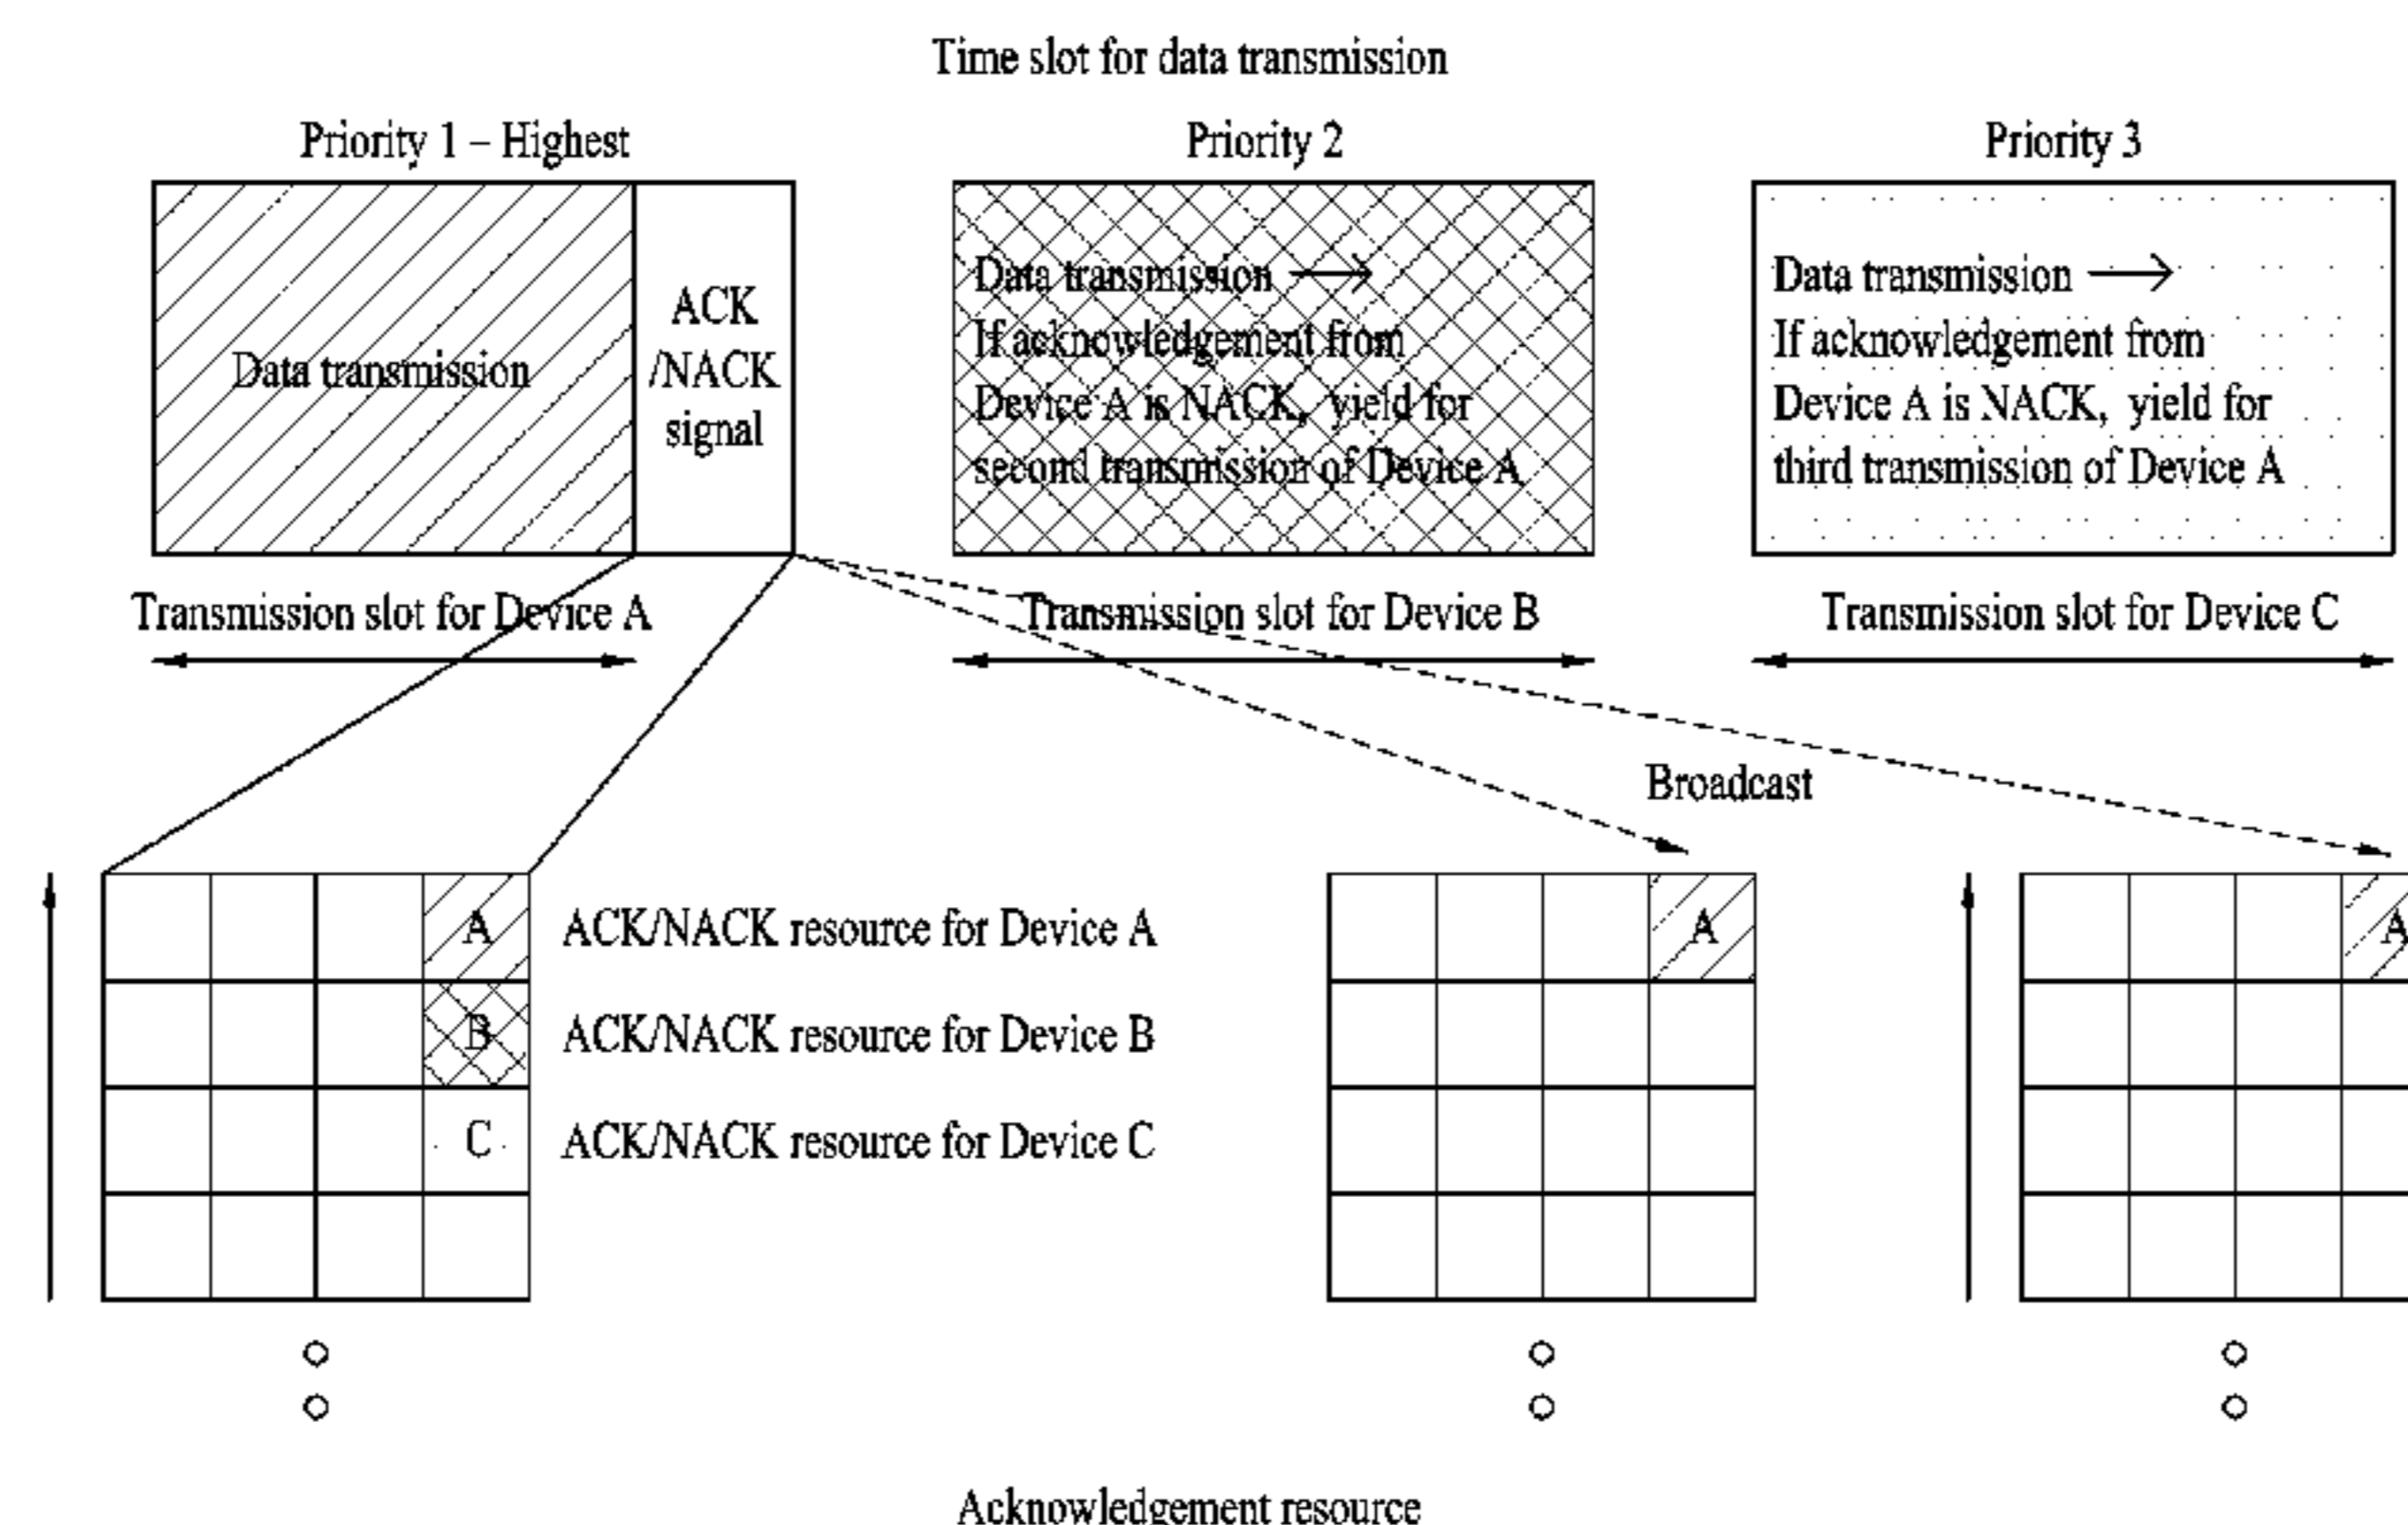 Time slot for data transmission
Priority 1 – Highest
Priority 2
Priority 3
Data transmission
ACK
/NACK
signal
Data transmission →
If acknowledgement from
Device A is NACK, yield for
second transmission of Device A
Data transmission →
If acknowledgement from
Device A is NACK, yield for
third transmission of Device A
Transmission slot for Device A
Transmission slot for Device B
Transmission slot for Device C
Broadcast
A
ACK/NACK resource for Device A
B
ACK/NACK resource for Device B
C
ACK/NACK resource for Device C
A
A
Acknowledgement resource